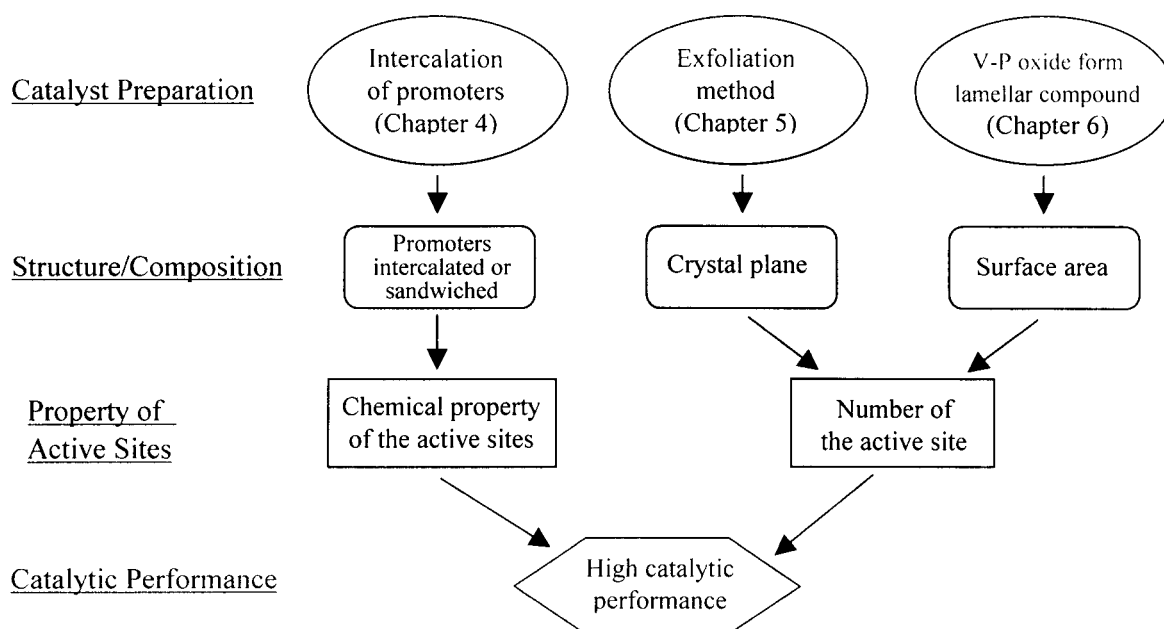 Catalyst Preparation
Intercalation
of promoters
(Chapter 4)
Exfoliation
method
(Chapter 5)
V-P oxide form
lamellar compound
(Chapter 6)
Structure/Composition
Promoters
intercalated or
sandwiched
Crystal plane
Surface area
Property of
Active Sites
Chemical property
of the active sites
Number of
the active site
Catalytic Performance
High catalytic
performance